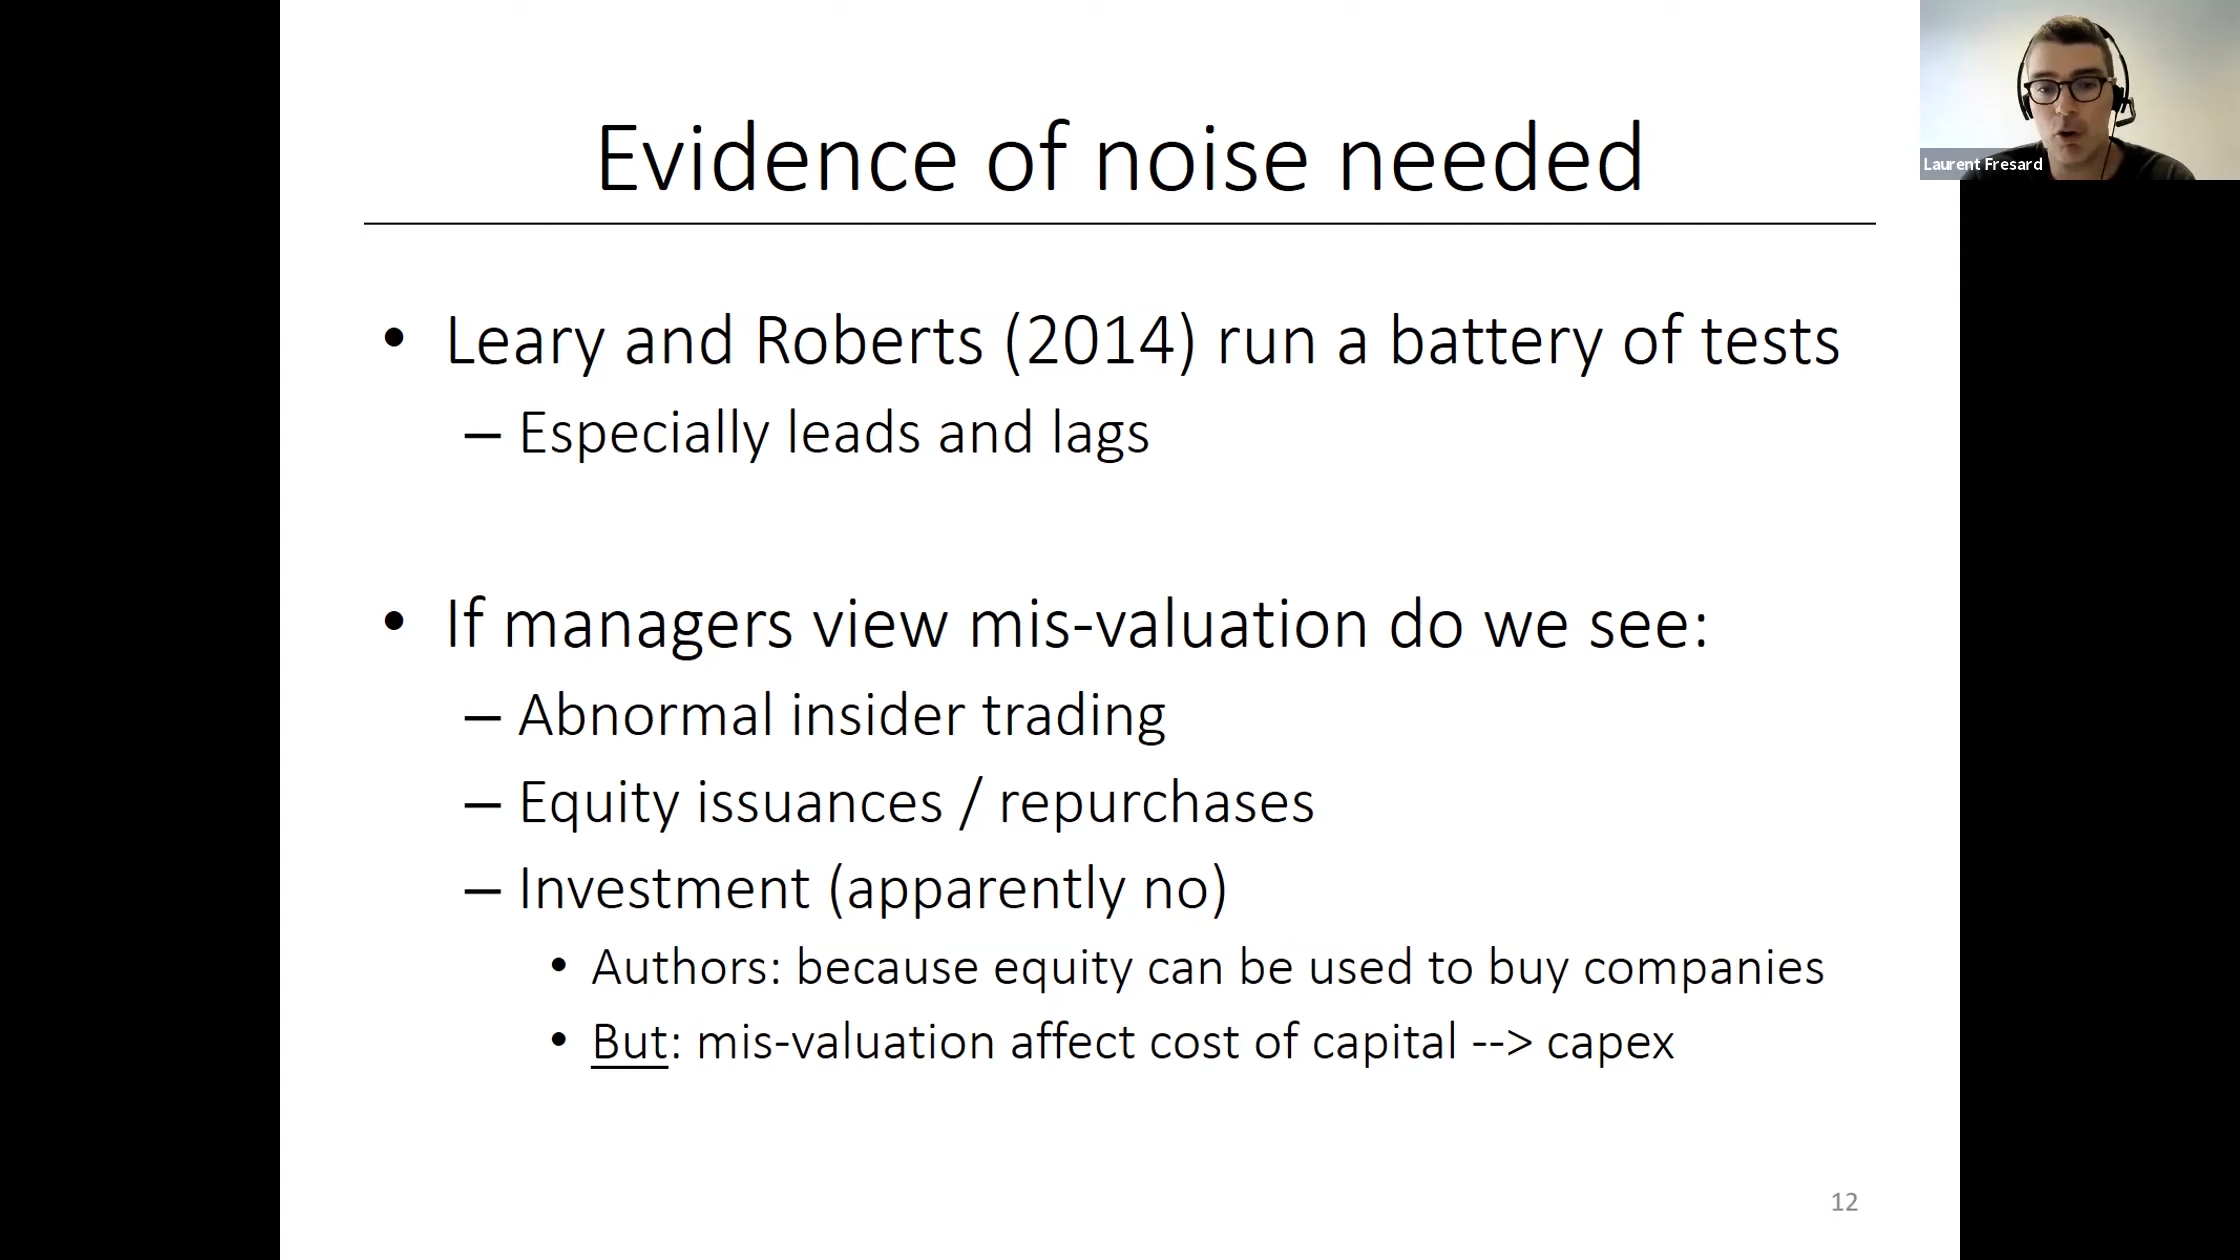 Evidence of noise needed
Laurent Fresard
• Leary and Roberts (2014) run a battery of tests
– Especially leads and lags
• If managers view mis-valuation do we see:
– Abnormal insider trading
– Equity issuances / repurchases
– Investment (apparently no)
• Authors: because equity can be used to buy companies
• But: mis-valuation affect cost of capital --> capex
12